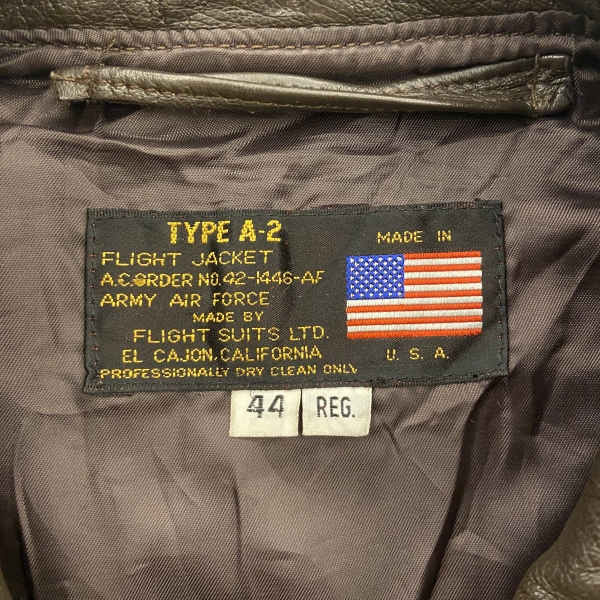 TYPE A-2
FLIGHT JACKET
A.C.ORDER NO.42-1446-AF
ARMY AIR FORCE
MADE BY
FLIGHT SUITS LTD.
EL CAJON, CALIFORNIA
PROFESSIONALLY DRY CLEAN ONLY
MADE IN
U. S. A.
44 REG.